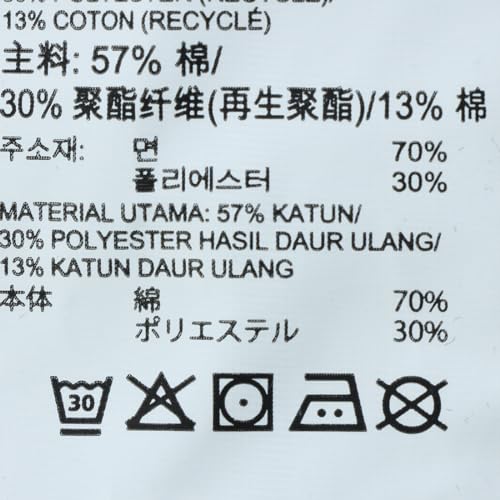 13% COTON (RECYCLÉ)
主料: 57% 棉/
30% 聚酯纤维(再生聚酯)/13% 棉
주소재: 면 70%
폴리에스터 30%
MATERIAL UTAMA: 57% KATUN/
30% POLYESTER HASIL DAUR ULANG/
13% KATUN DAUR ULANG
本体 綿 70%
ポリエステル 30%
30